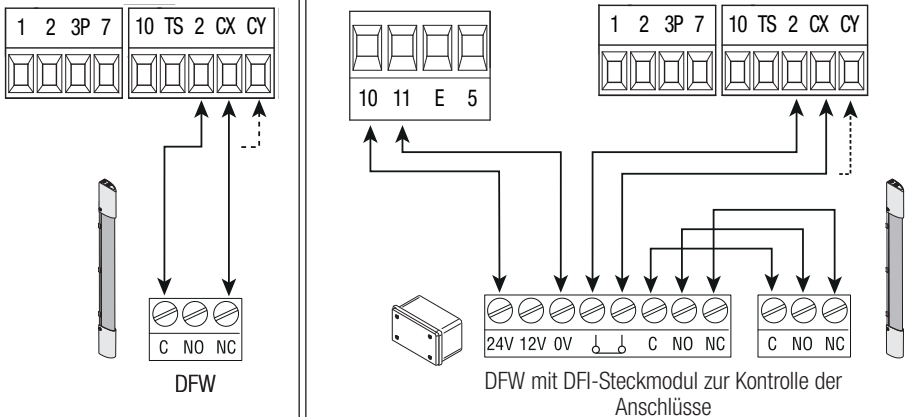 1 2 3P 7 10 TS 2 CX CY
C NO NC
DFW
10 11 E 5
1 2 3P 7 10 TS 2 CX CY
24V 12V 0V C NO NC
C NO NC
DFW mit DFI-Steckmodul zur Kontrolle der
Anschlüsse